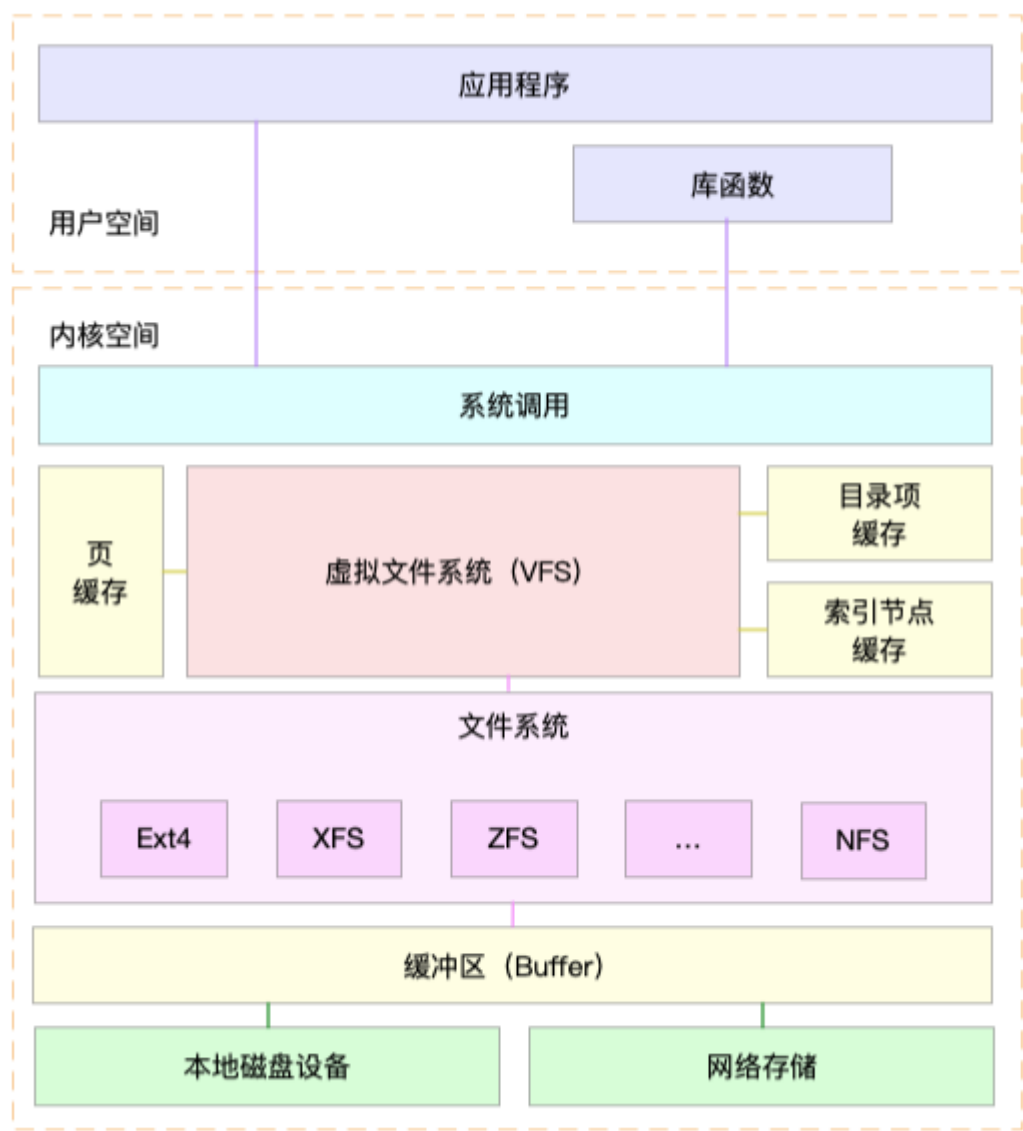 应用程序
库函数
用户空间
内核空间
系统调用
页
缓存
虚拟文件系统（VFS）
目录项
缓存
索引节点
缓存
文件系统
Ext4
XFS
ZFS
...
NFS
缓冲区（Buffer）
本地磁盘设备
网络存储